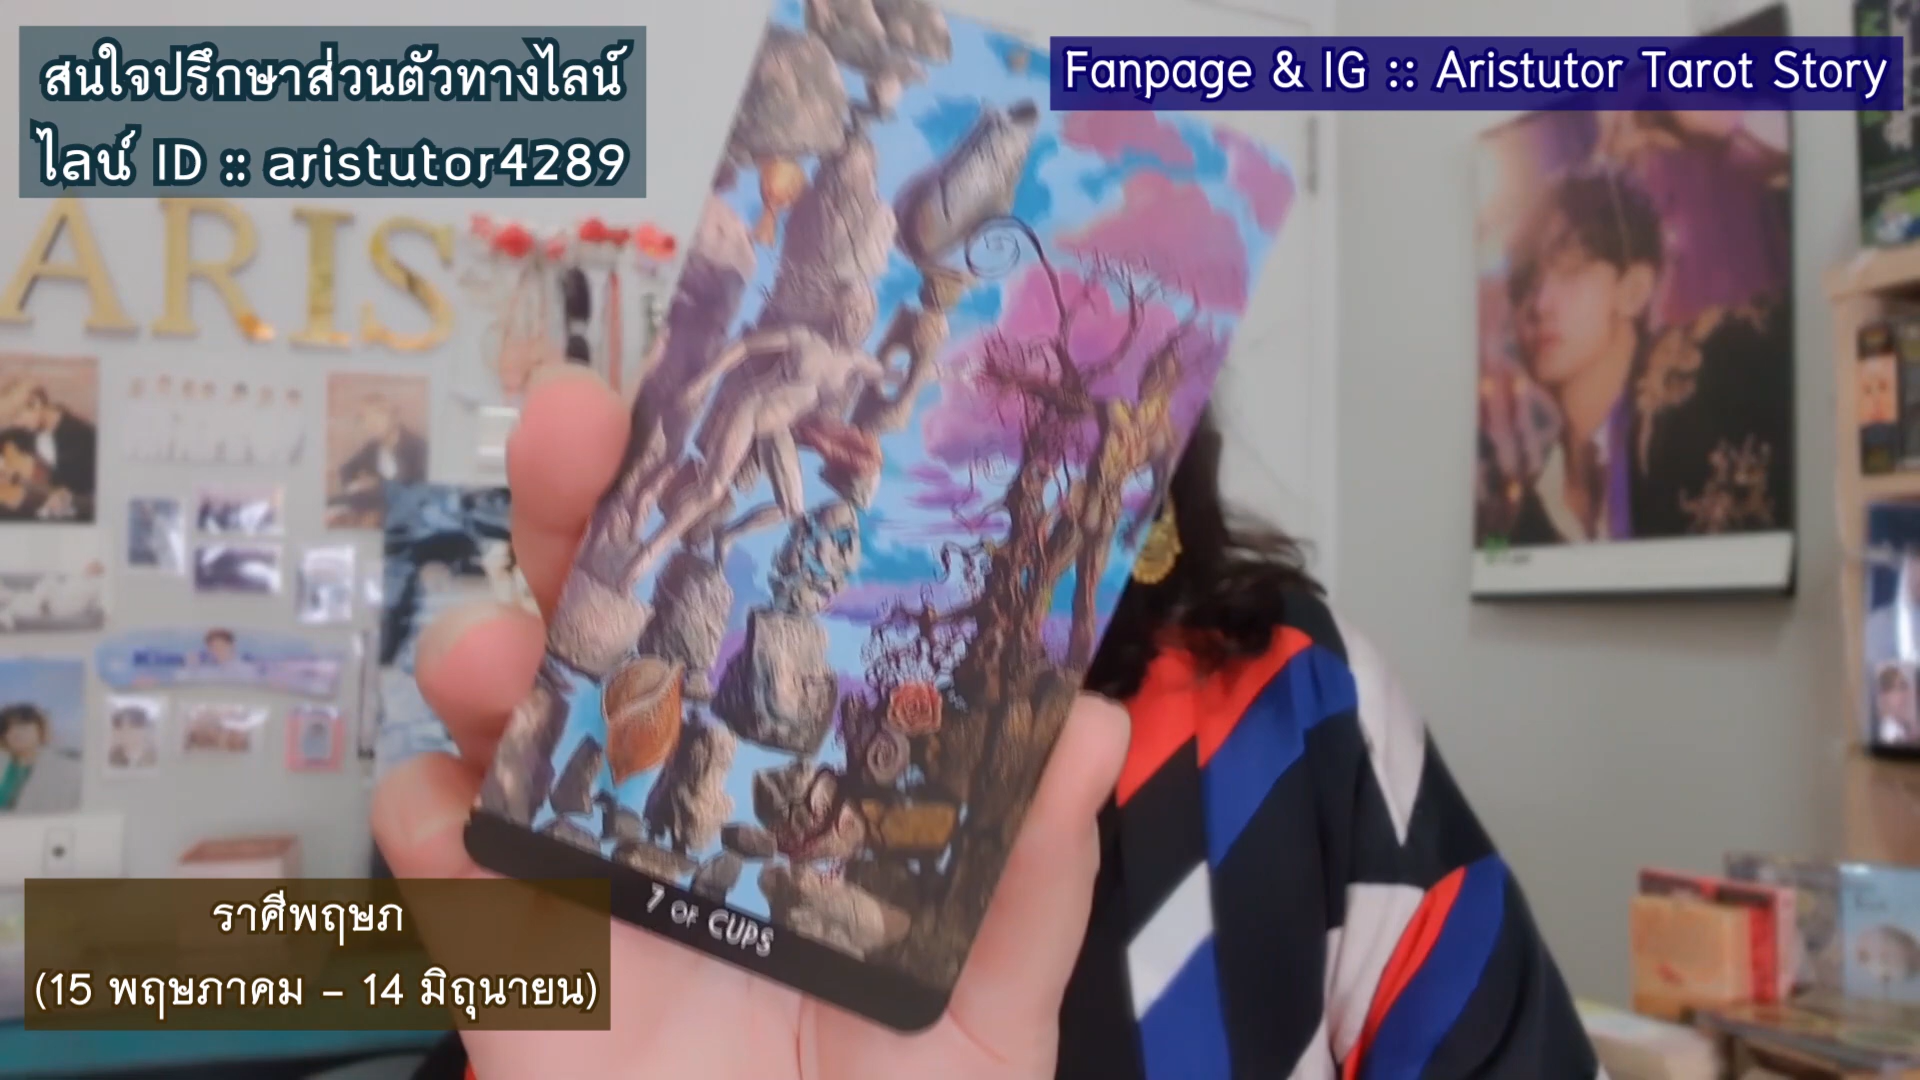 สนใจปรึกษาส่วนตัวทางไลน์
ไลน์ ID :: aristutor4289
Fanpage & IG :: Aristutor Tarot Story
ARIS
7 OF CUPS
ราศีพฤษภ
(15 พฤษภาคม - 14 มิถุนายน)